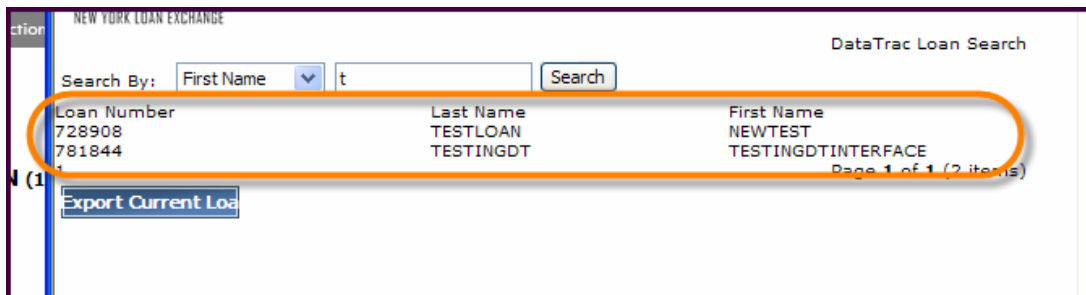 ction
NEW YORK LOAN EXCHANGE
DataTrac Loan Search
Search By: First Name t Search
Loan Number Last Name First Name
728908 TESTLOAN NEWTEST
781844 TESTINGDT TESTINGDTINTERFACE
1 Page 1 of 1 (2 items)
N (1
Export Current Loa